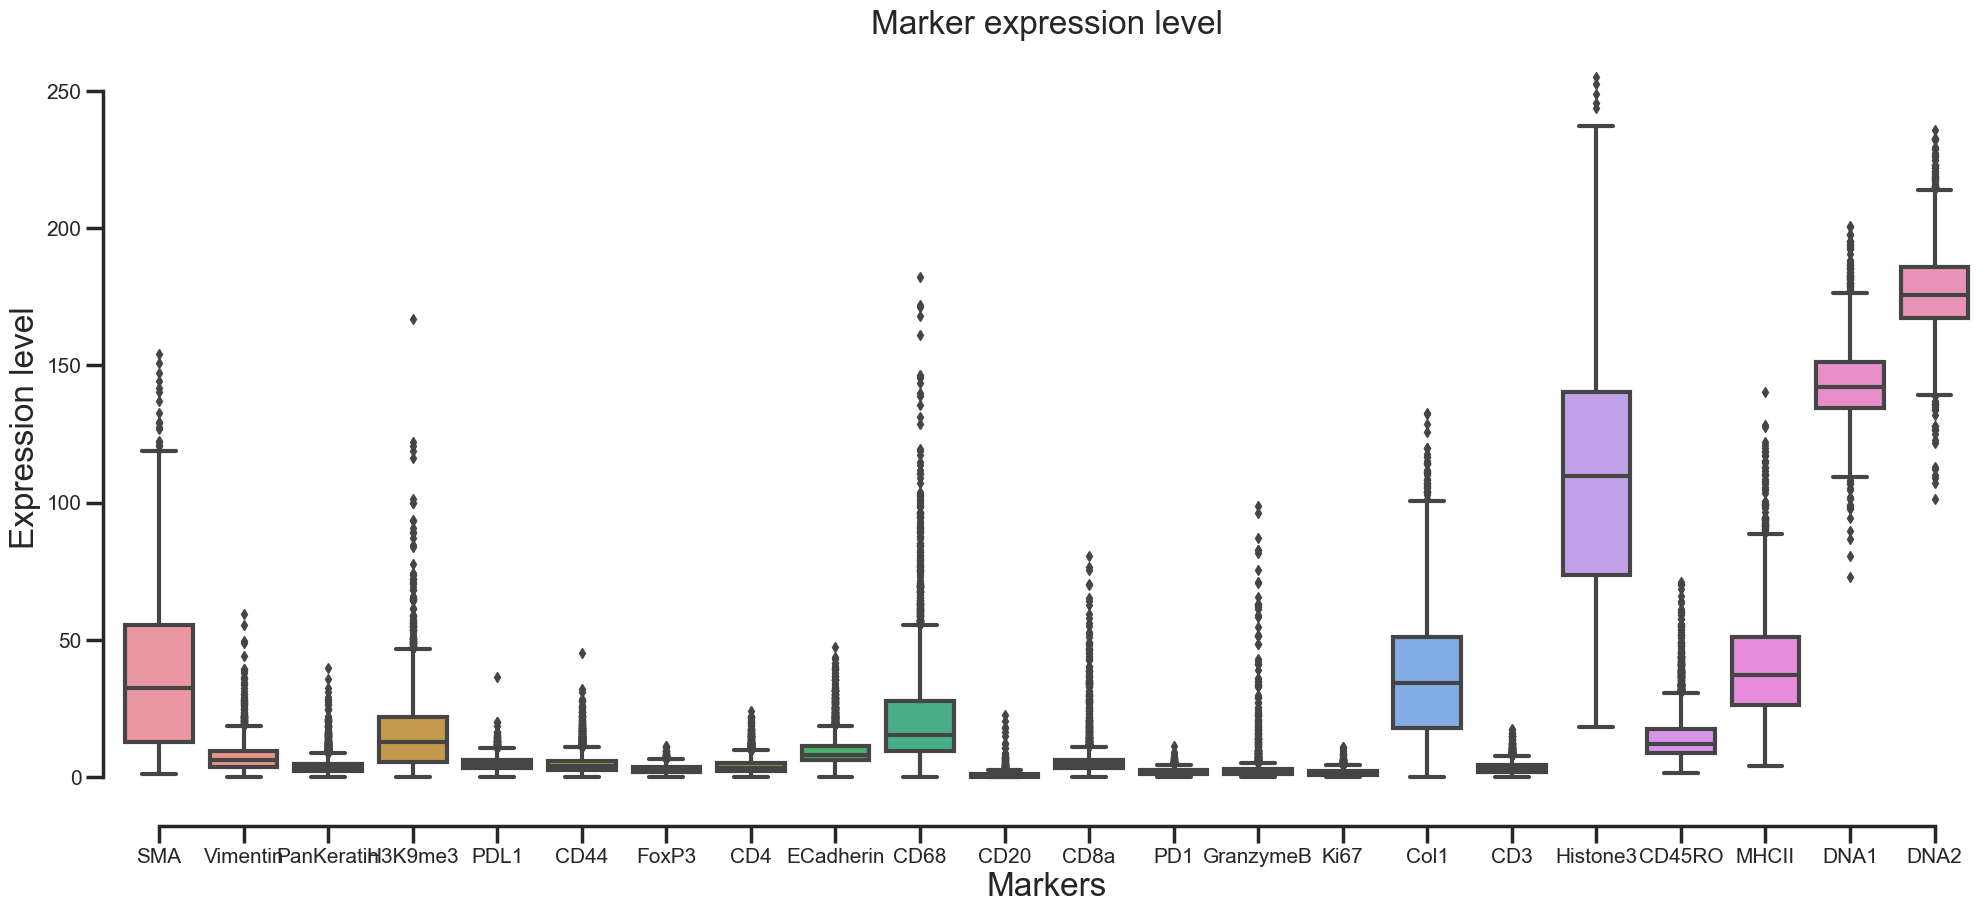 Marker expression level
Expression level
250
200
150
100
50
0
SMA Vimentin PanKeratin H3K9me3 PDL1 CD44 FoxP3 CD4 ECadherin CD68 CD20 CD8a PD1 GranzymeB Ki67 Col1 CD3 Histone3 CD45RO MHCII DNA1 DNA2
Markers